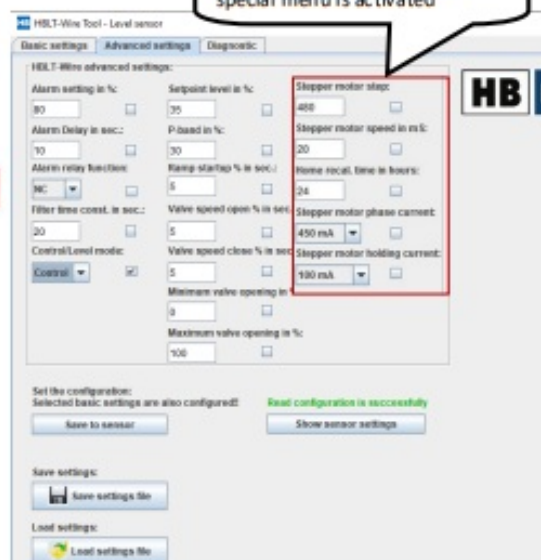 special menu is activated
HBLT-Wire Tool - Level sensor
Basic settings Advanced settings Diagnostic
HBLT-Wire advanced settings:
Alarm setting in %:
80
Alarm Delay in sec.:
10
Alarm relay function:
NC
Filter time const. in sec.:
20
Control/Level mode:
Control
Setpoint level in %:
35
P-band in %:
30
Ramp startup % in sec.:
5
Valve speed open % in sec
5
Valve speed close % in sec
5
Minimum valve opening in %
0
Maximum valve opening in %:
100
Stepper motor step:
480
Stepper motor speed in mS:
20
Home recal. time in hours:
24
Stepper motor phase current:
450 mA
Stepper motor holding current:
100 mA
HB
Set the configuration:
Selected basic settings are also configured!
Read configuration is successfully
Save to sensor
Show sensor settings
Save settings:
Save settings file
Load settings:
Load settings file